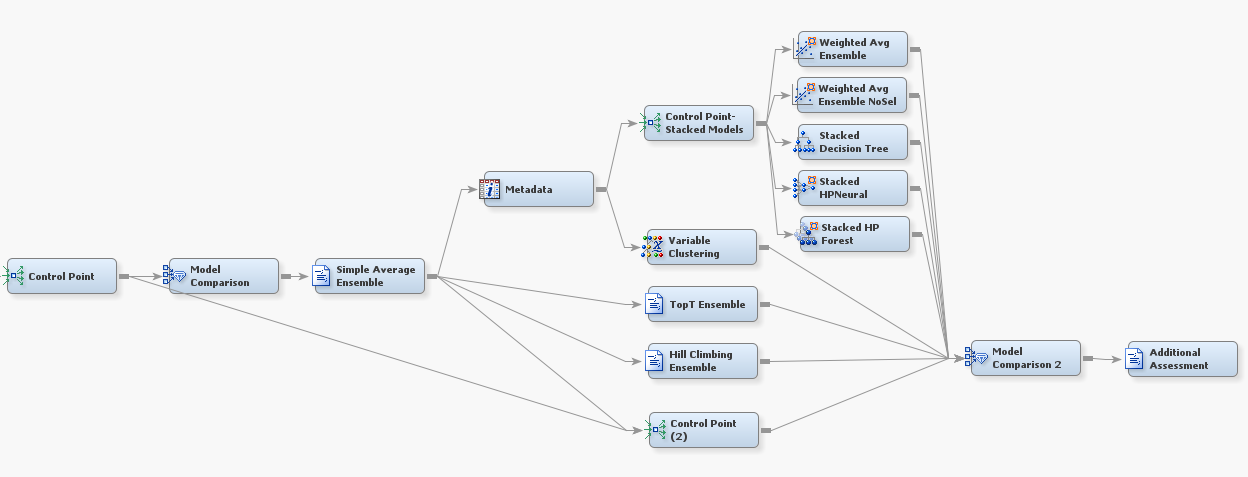 Control Point
Model
Comparison
Simple Average
Ensemble
Metadata
Control Point-
Stacked Models
Variable
Clustering
TopT Ensemble
Hill Climbing
Ensemble
Control Point
(2)
Weighted Avg
Ensemble
Weighted Avg
Ensemble NoSel
Stacked
Decision Tree
Stacked
HPNeural
Stacked HP
Forest
Model
Comparison 2
Additional
Assessment